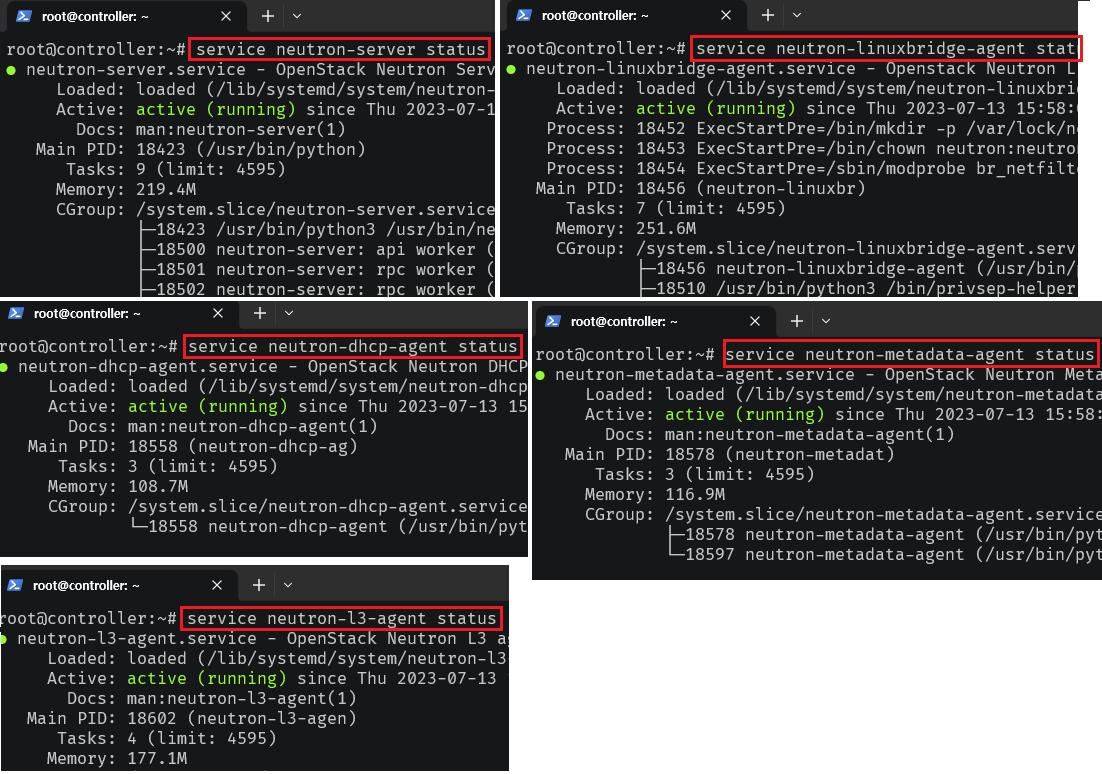 root@controller: ~
root@controller:~# service neutron-server status
● neutron-server.service - OpenStack Neutron Serv
Loaded: loaded (/lib/systemd/system/neutron-
Active: active (running) since Thu 2023-07-1
Docs: man:neutron-server(1)
Main PID: 18423 (/usr/bin/python)
Tasks: 9 (limit: 4595)
Memory: 219.4M
CGroup: /system.slice/neutron-server.service
├─18423 /usr/bin/python3 /usr/bin/ne
├─18500 neutron-server: api worker (
├─18501 neutron-server: rpc worker (
├─18502 neutron-server: rpc worker (
root@controller: ~
root@controller:~# service neutron-linuxbridge-agent stat
● neutron-linuxbridge-agent.service - Openstack Neutron L
Loaded: loaded (/lib/systemd/system/neutron-linuxbri
Active: active (running) since Thu 2023-07-13 15:58:
Process: 18452 ExecStartPre=/bin/mkdir -p /var/lock/n
Process: 18453 ExecStartPre=/bin/chown neutron:neutro
Process: 18454 ExecStartPre=/sbin/modprobe br_netfilt
Main PID: 18456 (neutron-linuxbr)
Tasks: 7 (limit: 4595)
Memory: 251.6M
CGroup: /system.slice/neutron-linuxbridge-agent.serv
├─18456 neutron-linuxbridge-agent (/usr/bin/
├─18510 /usr/bin/python3 /bin/privsep-helper
root@controller: ~
root@controller:~# service neutron-dhcp-agent status
● neutron-dhcp-agent.service - OpenStack Neutron DHCP
Loaded: loaded (/lib/systemd/system/neutron-dhcp
Active: active (running) since Thu 2023-07-13 15
Docs: man:neutron-dhcp-agent(1)
Main PID: 18558 (neutron-dhcp-ag)
Tasks: 3 (limit: 4595)
Memory: 108.7M
CGroup: /system.slice/neutron-dhcp-agent.service
└─18558 neutron-dhcp-agent (/usr/bin/pyt
root@controller: ~
root@controller:~# service neutron-metadata-agent status
● neutron-metadata-agent.service - OpenStack Neutron Meta
Loaded: loaded (/lib/systemd/system/neutron-metadata
Active: active (running) since Thu 2023-07-13 15:58:
Docs: man:neutron-metadata-agent(1)
Main PID: 18578 (neutron-metadat)
Tasks: 3 (limit: 4595)
Memory: 116.9M
CGroup: /system.slice/neutron-metadata-agent.service
├─18578 neutron-metadata-agent (/usr/bin/pyt
└─18597 neutron-metadata-agent (/usr/bin/pyt
root@controller: ~
root@controller:~# service neutron-l3-agent status
● neutron-l3-agent.service - OpenStack Neutron L3 ag
Loaded: loaded (/lib/systemd/system/neutron-l3
Active: active (running) since Thu 2023-07-13
Docs: man:neutron-l3-agent(1)
Main PID: 18602 (neutron-l3-agen)
Tasks: 4 (limit: 4595)
Memory: 177.1M